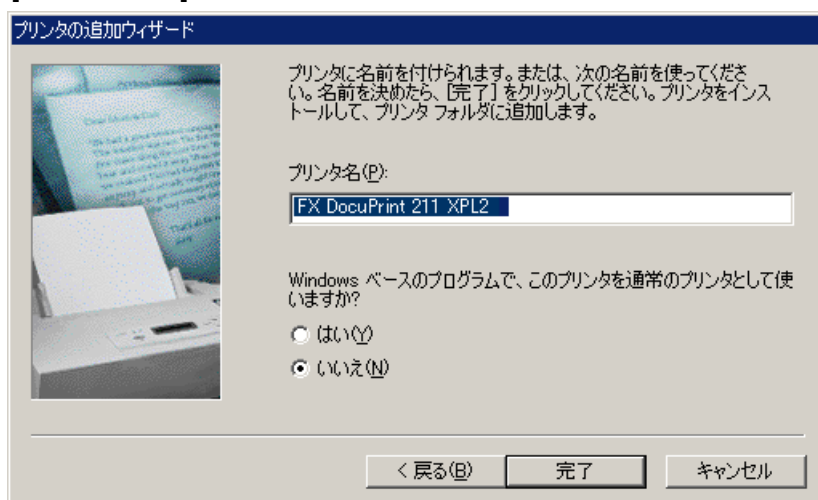 プリンタの追加ウィザード
プリンタに名前を付けられます。または、次の名前を使ってくださ
い。名前を決めたら、[完了] をクリックしてください。プリンタをインス
トールして、プリンタ フォルダに追加します。
プリンタ名(P):
FX DocuPrint 211 XPL2
Windows ベースのプログラムで、このプリンタを通常のプリンタとして使
いますか?
はい(Y)
いいえ(N)
< 戻る(B)
完了
キャンセル